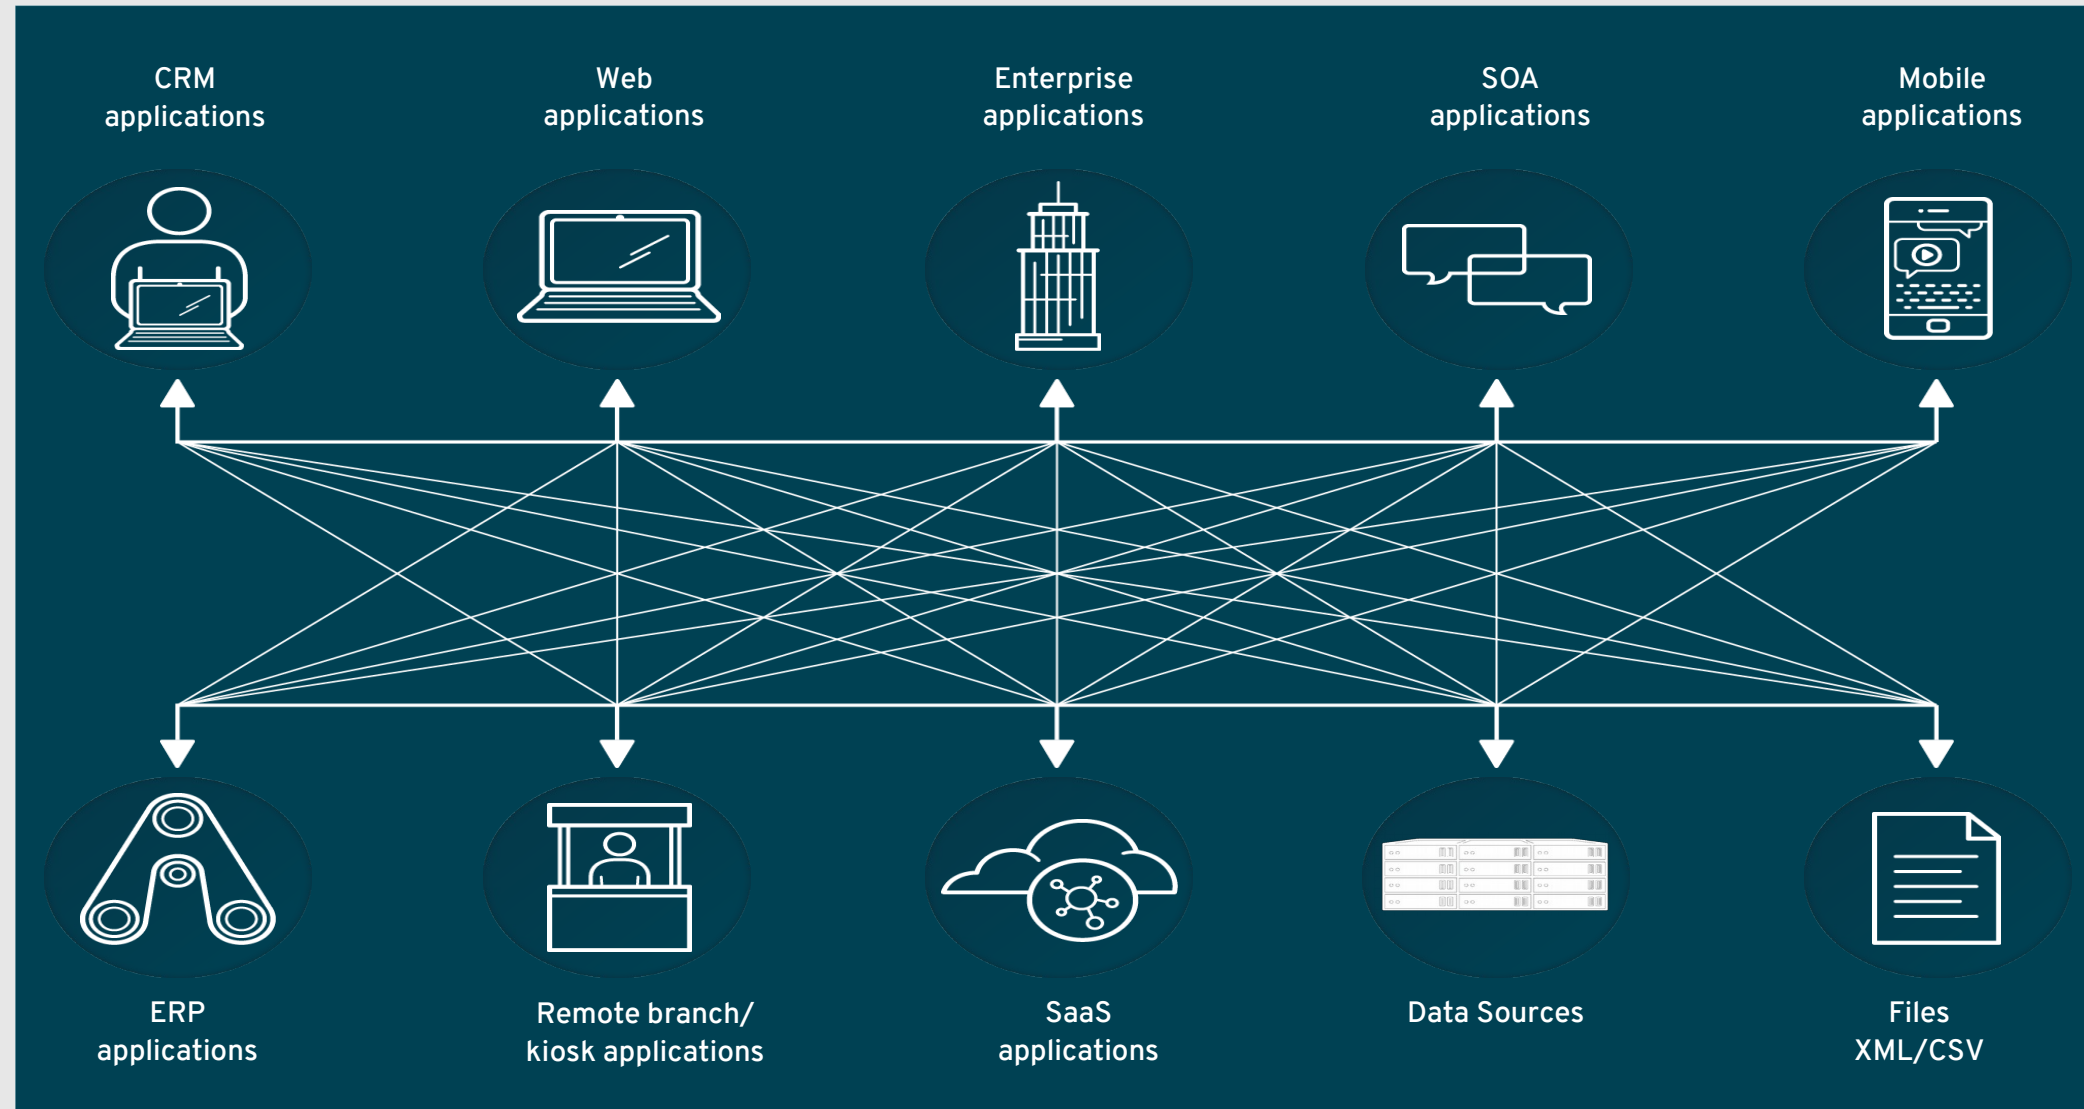 CRM
applications
Web
applications
Enterprise
applications
SOA
applications
Mobile
applications
ERP
applications
Remote branch/
kiosk applications
SaaS
applications
Data Sources
Files
XML/CSV